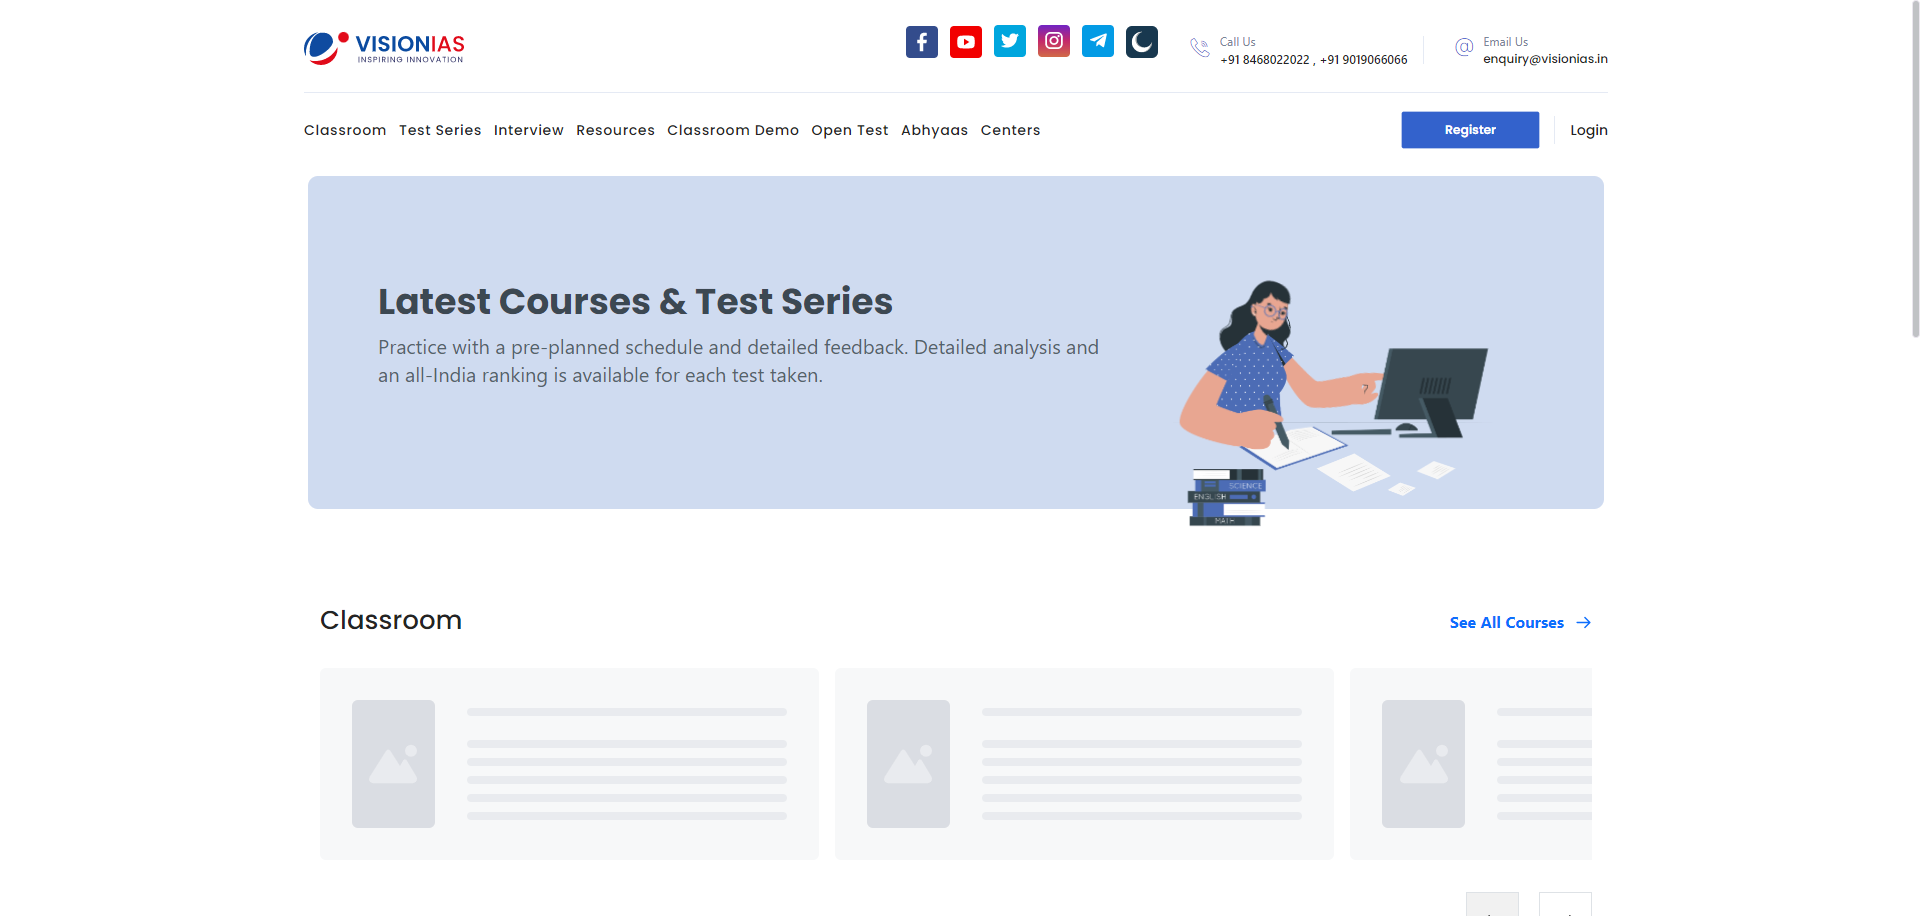 VISIONIAS
INSPIRING INNOVATION
Call Us
+91 8468022022 , +91 9019066066
Email Us
enquiry@visionias.in
Classroom Test Series Interview Resources Classroom Demo Open Test Abhyaas Centers
Register
Login
Latest Courses & Test Series
Practice with a pre-planned schedule and detailed feedback. Detailed analysis and
an all-India ranking is available for each test taken.
SCIENCE
ENGLISH
MATH
Classroom
See All Courses